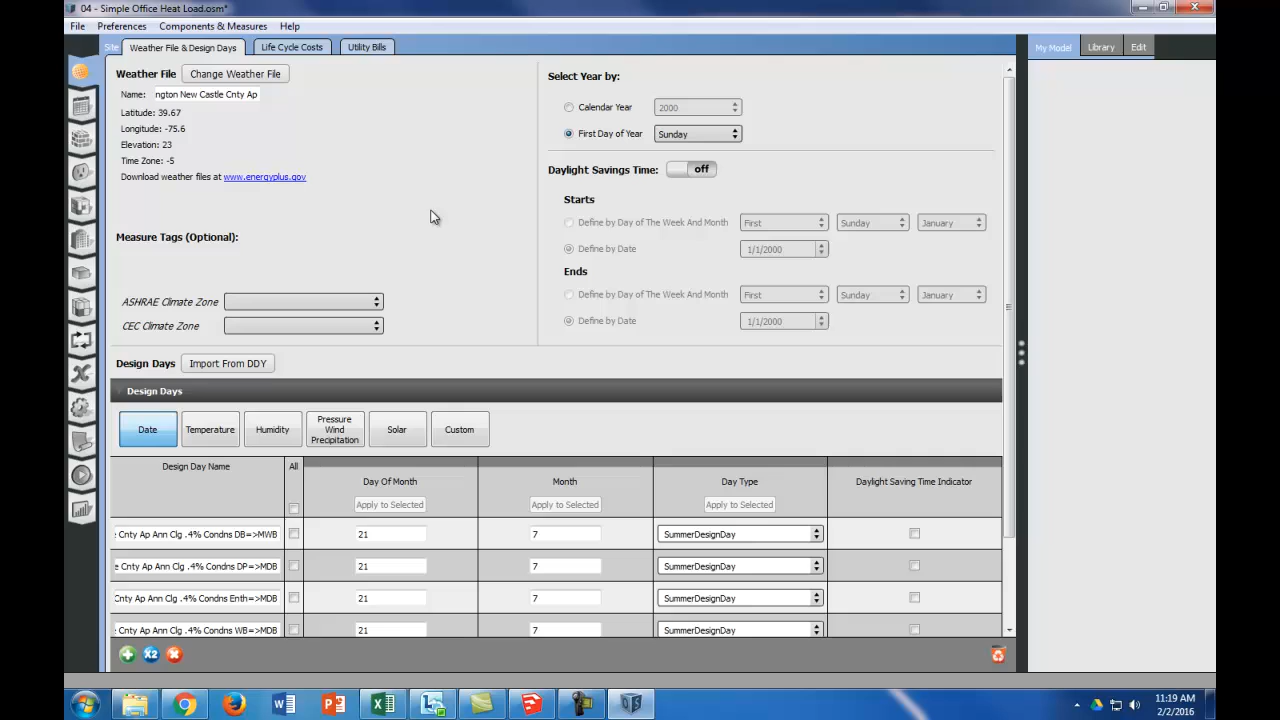 04 - Simple Office Heat Load.osm*
File Preferences Components & Measures Help
Site Weather File & Design Days Life Cycle Costs Utility Bills
My Model Library Edit
Weather File Change Weather File
Name: ngton New Castle Cnty Ap
Latitude: 39.67
Longitude: -75.6
Elevation: 23
Time Zone: -5
Download weather files at www.energyplus.gov
Measure Tags (Optional):
ASHRAE Climate Zone
CEC Climate Zone
Select Year by:
Calendar Year 2000
First Day of Year Sunday
Daylight Savings Time: off
Starts
Define by Day of The Week And Month First Sunday January
Define by Date 1/1/2000
Ends
Define by Day of The Week And Month First Sunday January
Define by Date 1/1/2000
Design Days Import From DDY
Design Days
Date Temperature Humidity Pressure Wind Precipitation Solar Custom
Design Day Name All Day Of Month Month Day Type Daylight Saving Time Indicator
Apply to Selected Apply to Selected Apply to Selected
: Cnty Ap Ann Clg .4% Condns DB=>MWB 21 7 SummerDesignDay
e Cnty Ap Ann Clg .4% Condns DP=>MDB 21 7 SummerDesignDay
Cnty Ap Ann Clg .4% Condns Enth=>MDB 21 7 SummerDesignDay
Cnty Ap Ann Clg .4% Condns WB=>MDB 21 7 SummerDesignDay
X2
11:19 AM
2/2/2016